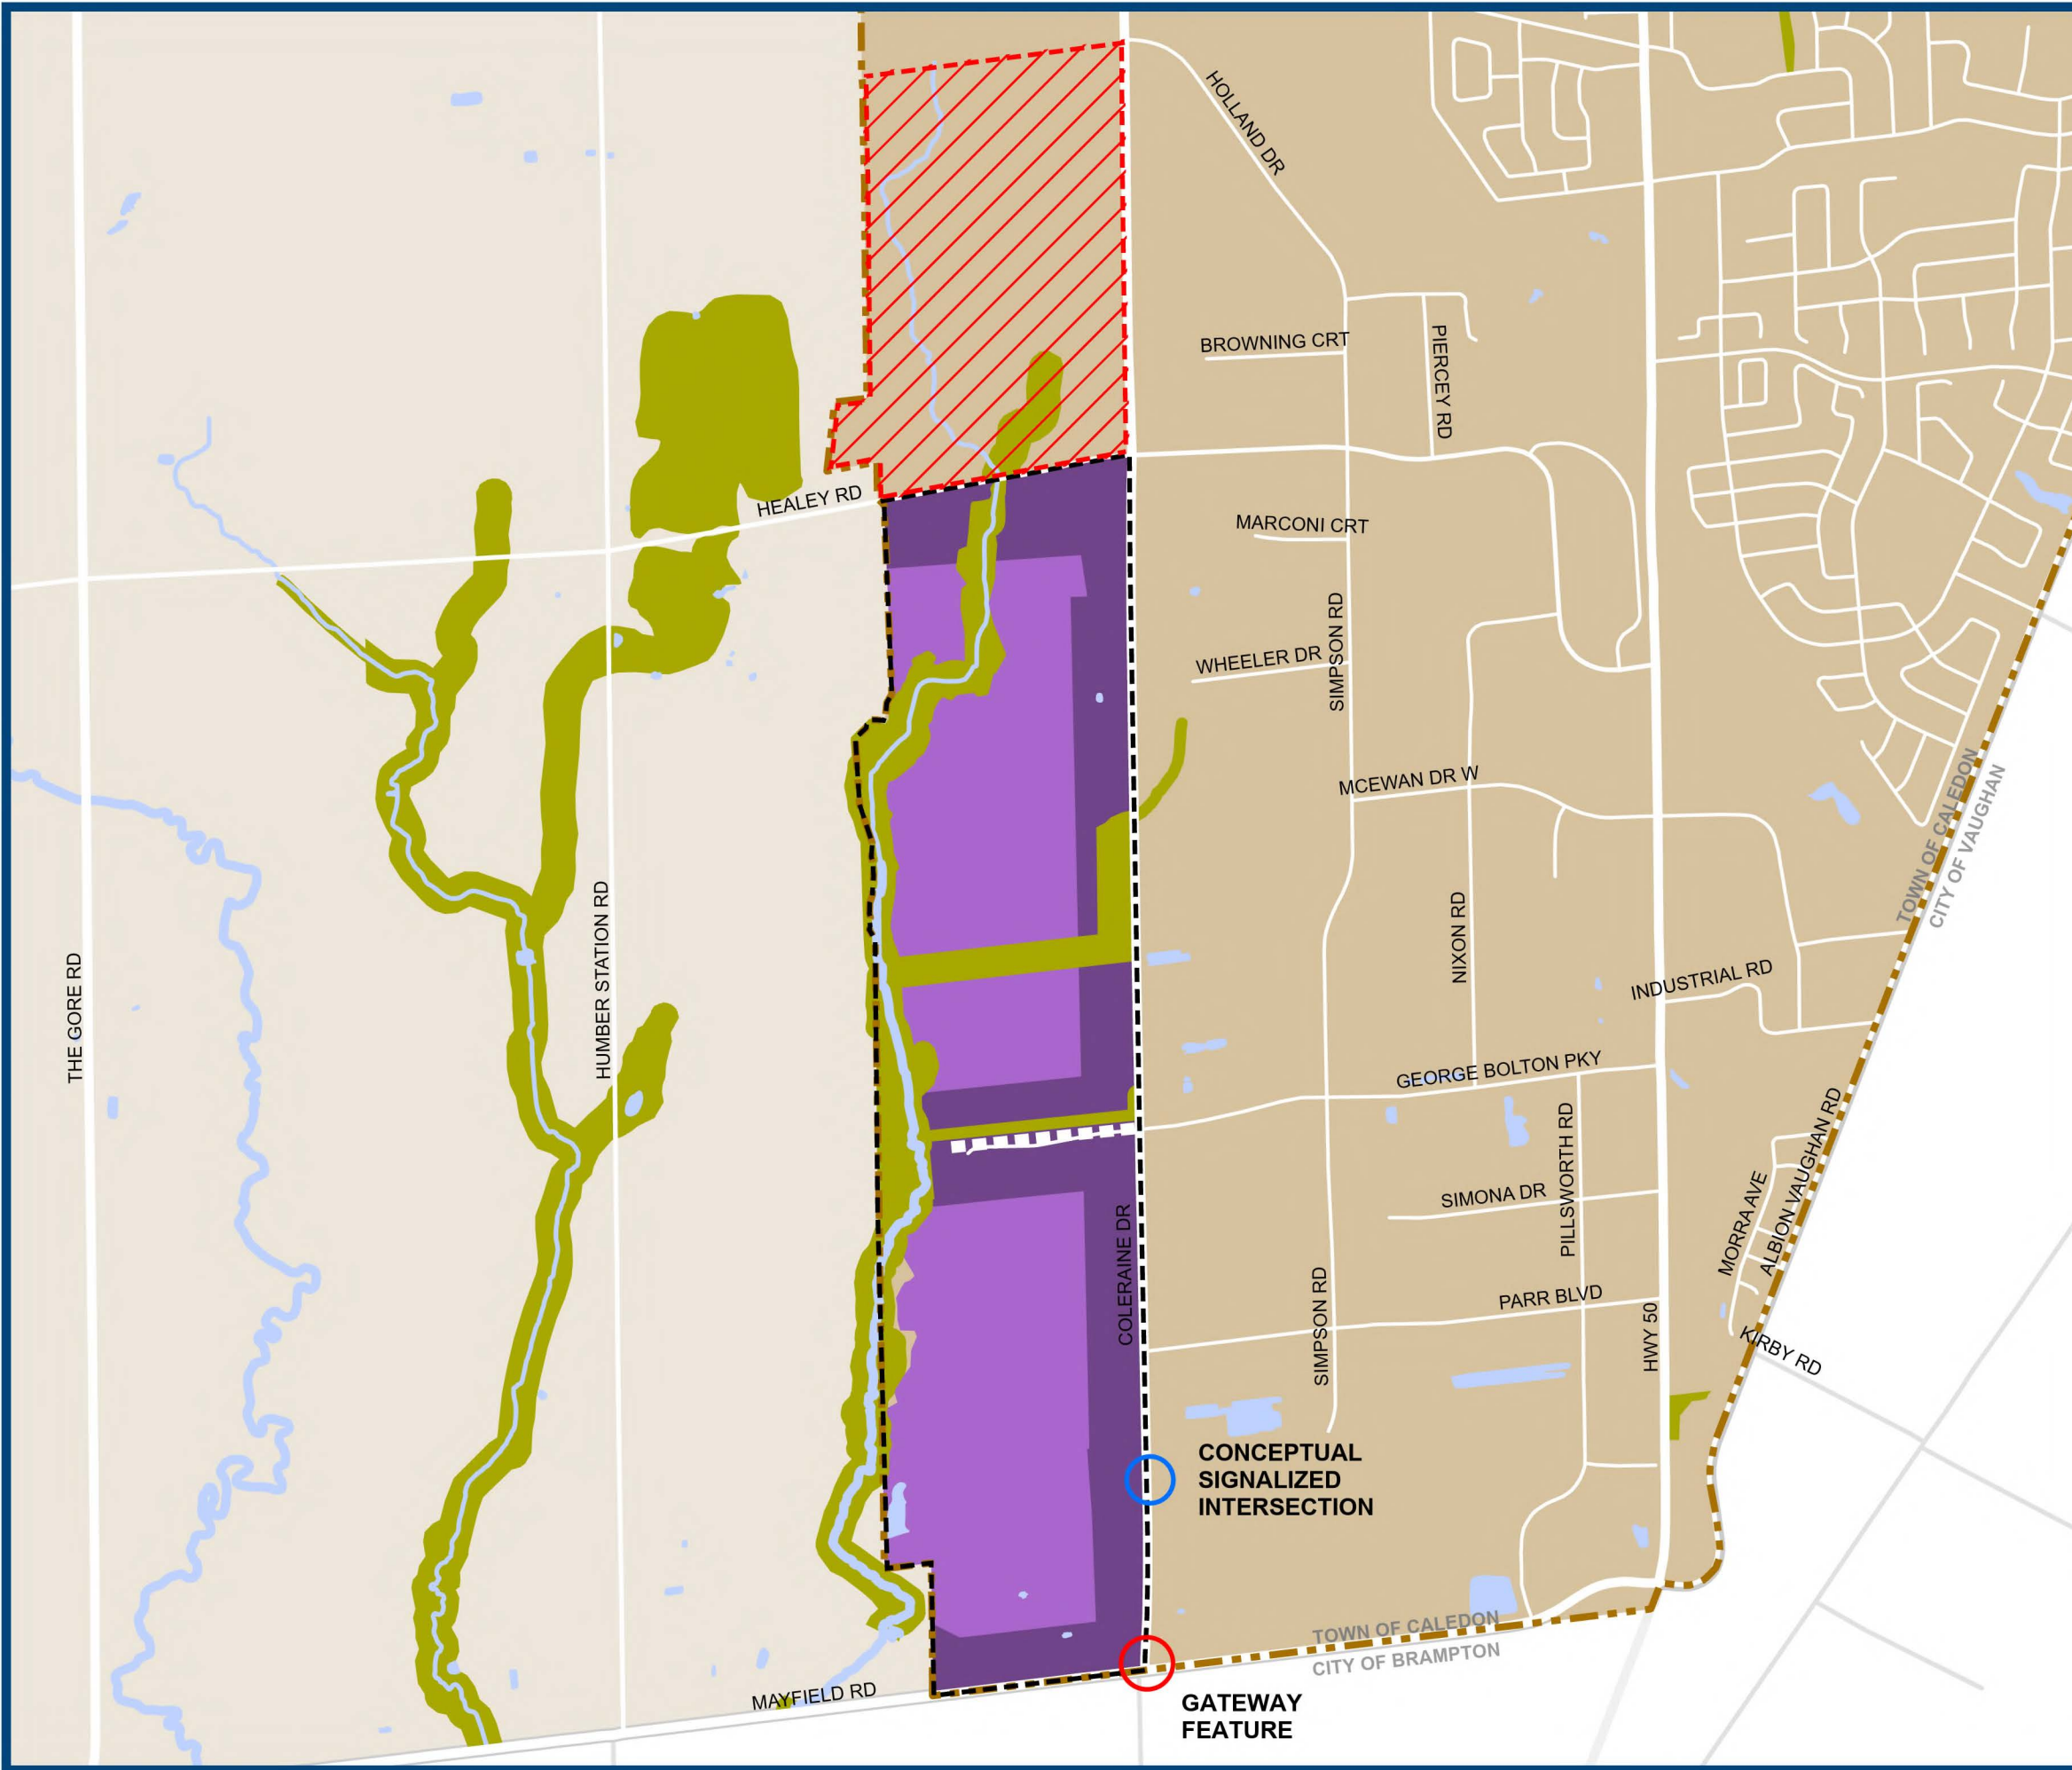 HOLLAND DR
BROWNING CRT
PIERCEY RD
HEALEY RD
MARCONI CRT
SIMPSON RD
WHEELER DR
MCEWAN DR W
TOWN OF CALEDON
CITY OF VAUGHAN
THE GORE RD
HUMBER STATION RD
NIXON RD
INDUSTRIAL RD
GEORGE BOLTON PKY
PILLSWORTH RD
SIMONA DR
MORRA AVE
ALBION VAUGHAN RD
COLERAINE DR
SIMPSON RD
PARR BLVD
HWY 50
KIRBY RD
CONCEPTUAL
SIGNALIZED
INTERSECTION
TOWN OF CALEDON
CITY OF BRAMPTON
MAYFIELD RD
GATEWAY
FEATURE